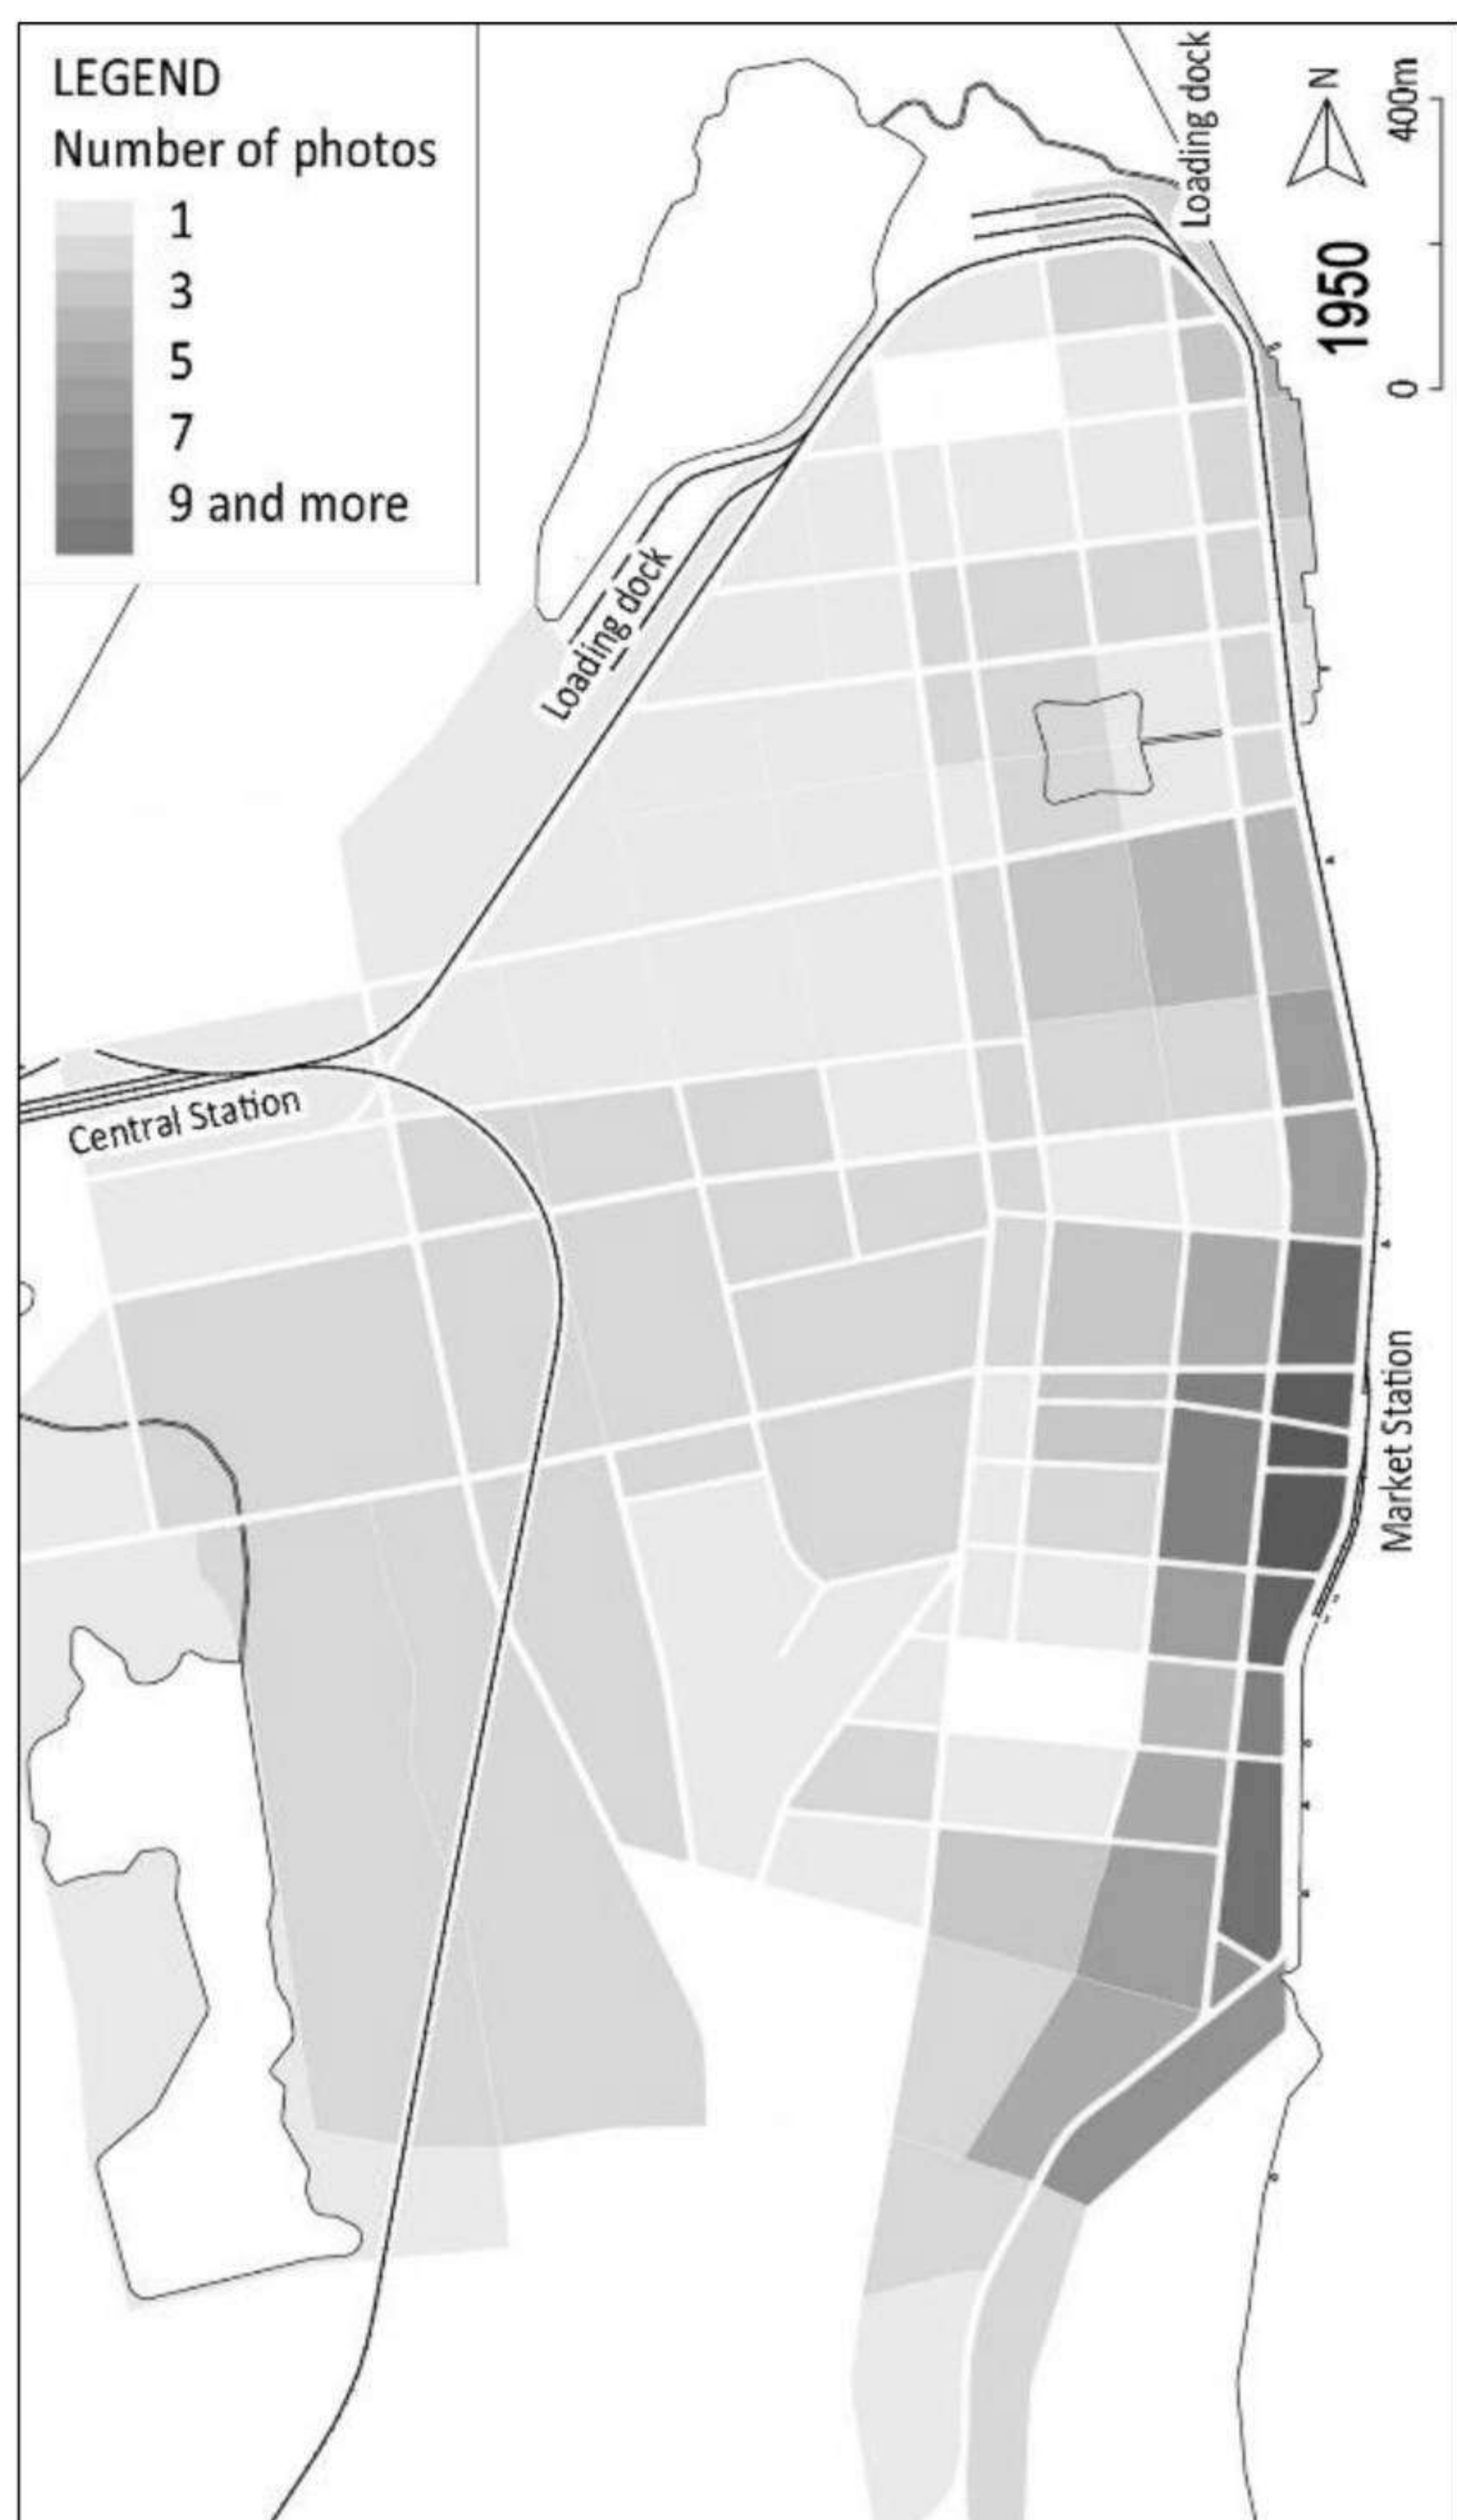 LEGEND
Number of photos
1
3
5
7
9 and more
Loading dock
N
400m
0
1950
Loading dock
Central Station
Market Station